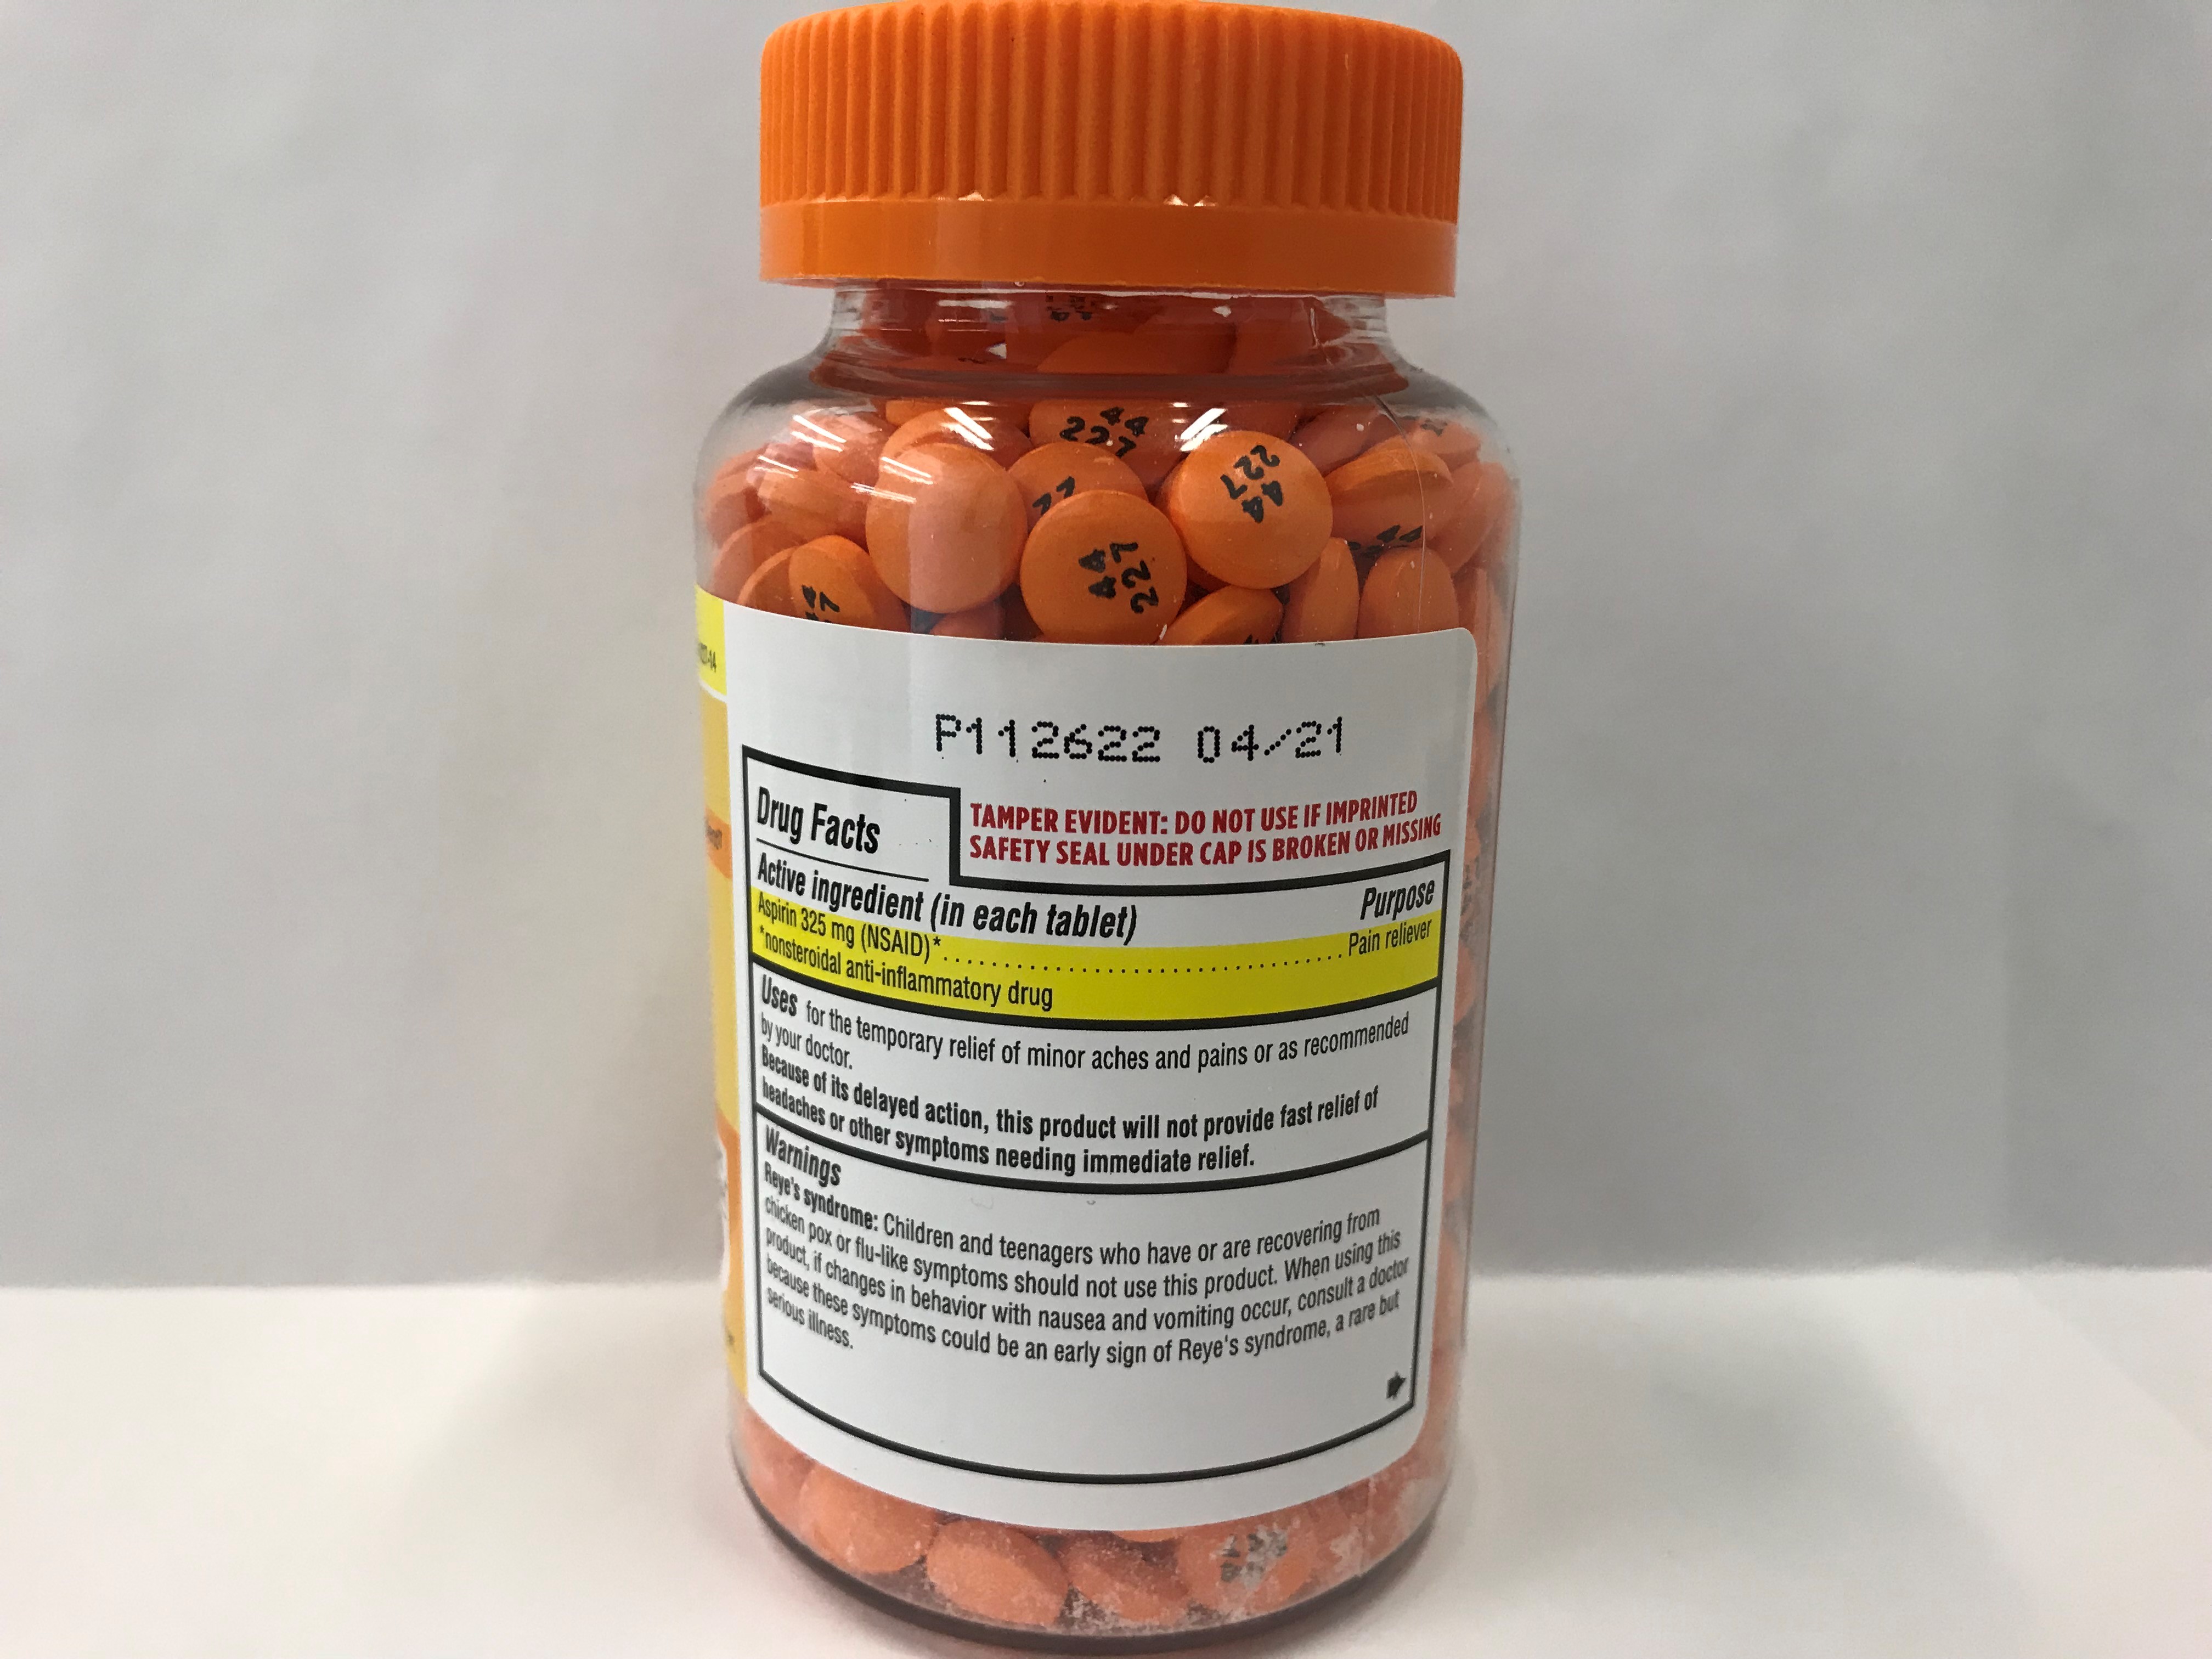 44
227
227
44
44
227
P112622 04/21
Drug Facts
TAMPER EVIDENT: DO NOT USE IF IMPRINTED
SAFETY SEAL UNDER CAP IS BROKEN OR MISSING
Active ingredient (in each tablet)
Purpose
Aspirin 325 mg (NSAID)*....................................Pain reliever
*nonsteroidal anti-inflammatory drug
Uses for the temporary relief of minor aches and pains or as recommended
by your doctor.
Because of its delayed action, this product will not provide fast relief of
headaches or other symptoms needing immediate relief.
Warnings
Reye's syndrome: Children and teenagers who have or are recovering from
chicken pox or flu-like symptoms should not use this product. When using this
product, if changes in behavior with nausea and vomiting occur, consult a doctor
because these symptoms could be an early sign of Reye's syndrome, a rare but
serious illness.